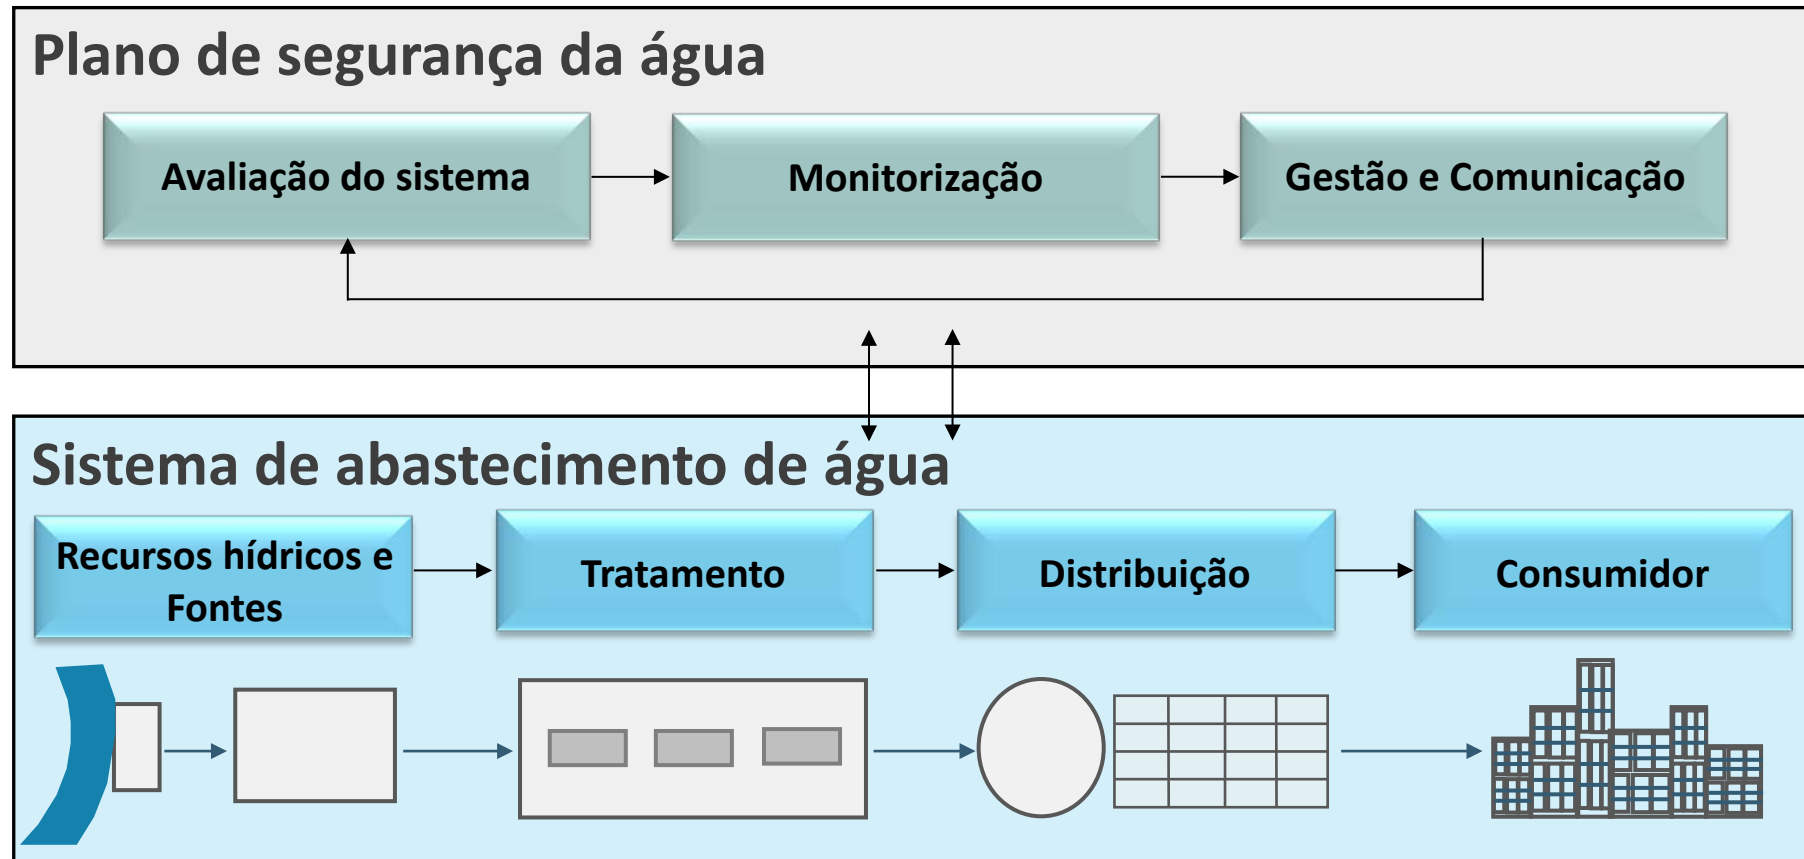 Plano de segurança da água
Avaliação do sistema
Monitorização
Gestão e Comunicação
Sistema de abastecimento de água
Recursos hídricos e
Fontes
Tratamento
Distribuição
Consumidor